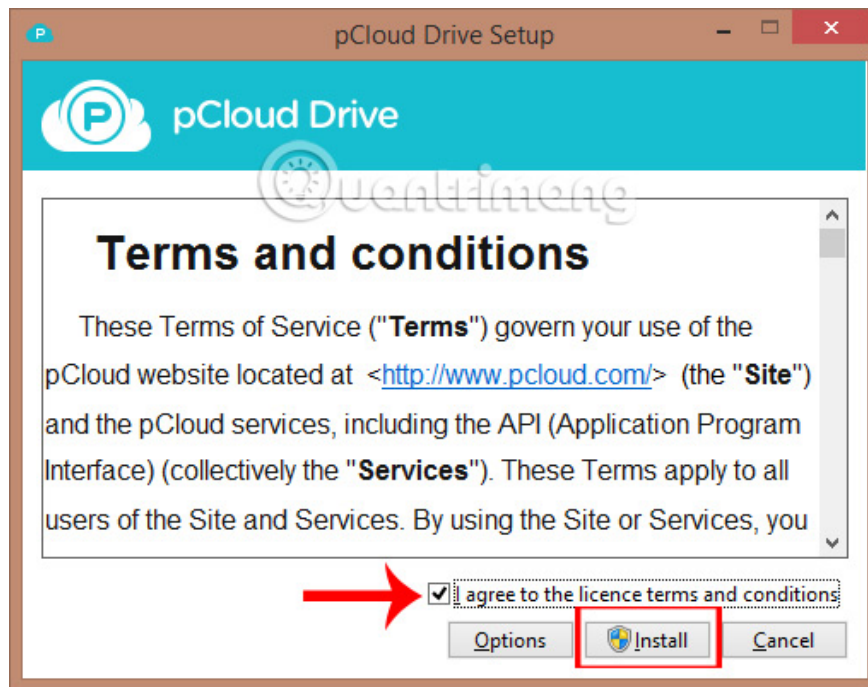 P
pCloud Drive Setup
P
pCloud Drive
Quantrimang
Terms and conditions
These Terms of Service ("Terms") govern your use of the
pCloud website located at <http://www.pcloud.com/> (the "Site")
and the pCloud services, including the API (Application Program
Interface) (collectively the "Services"). These Terms apply to all
users of the Site and Services. By using the Site or Services, you
I agree to the licence terms and conditions
Options Install Cancel